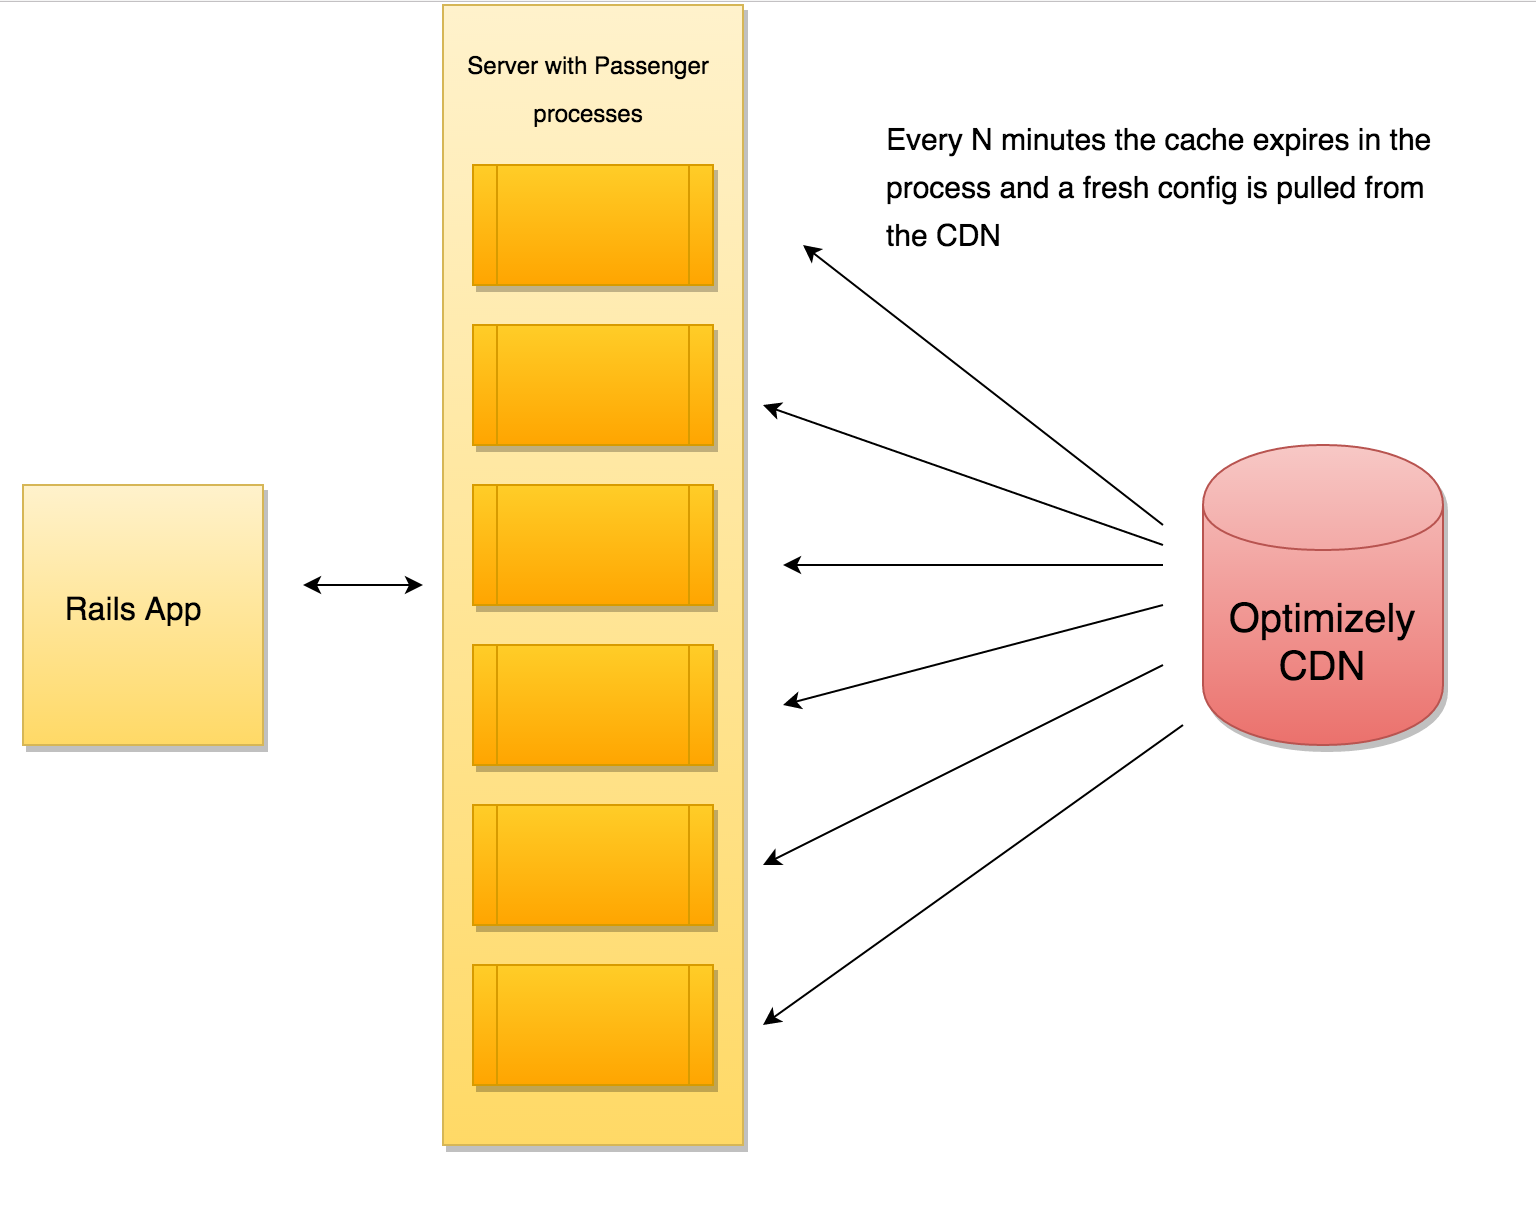 Server with Passenger
processes
Every N minutes the cache expires in the
process and a fresh config is pulled from
the CDN
Rails App
Optimizely
CDN